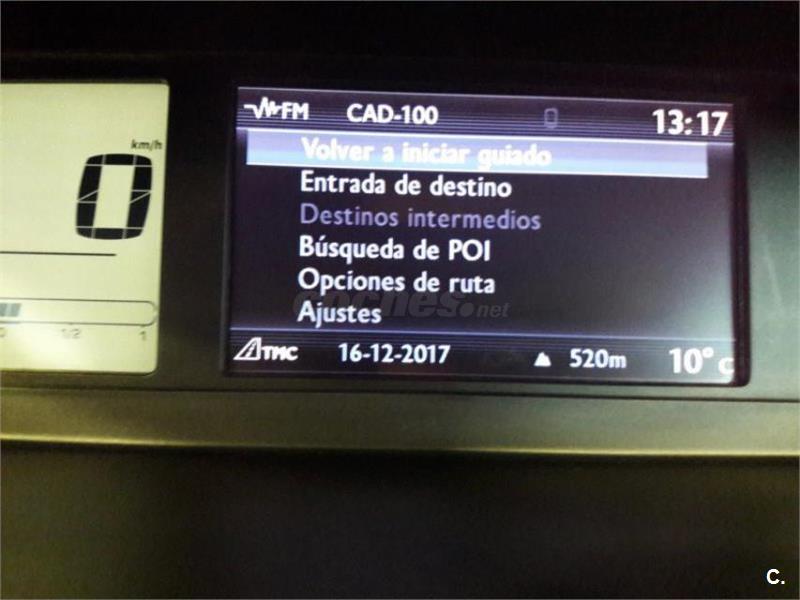 FM CAD-100 13:17
km/h
0
Volver a iniciar guiado
Entrada de destino
Destinos intermedios
Búsqueda de POI
Opciones de ruta
Ajustes
coches.net
0 1/2 1
TMC 16-12-2017 520m 10°C
C.